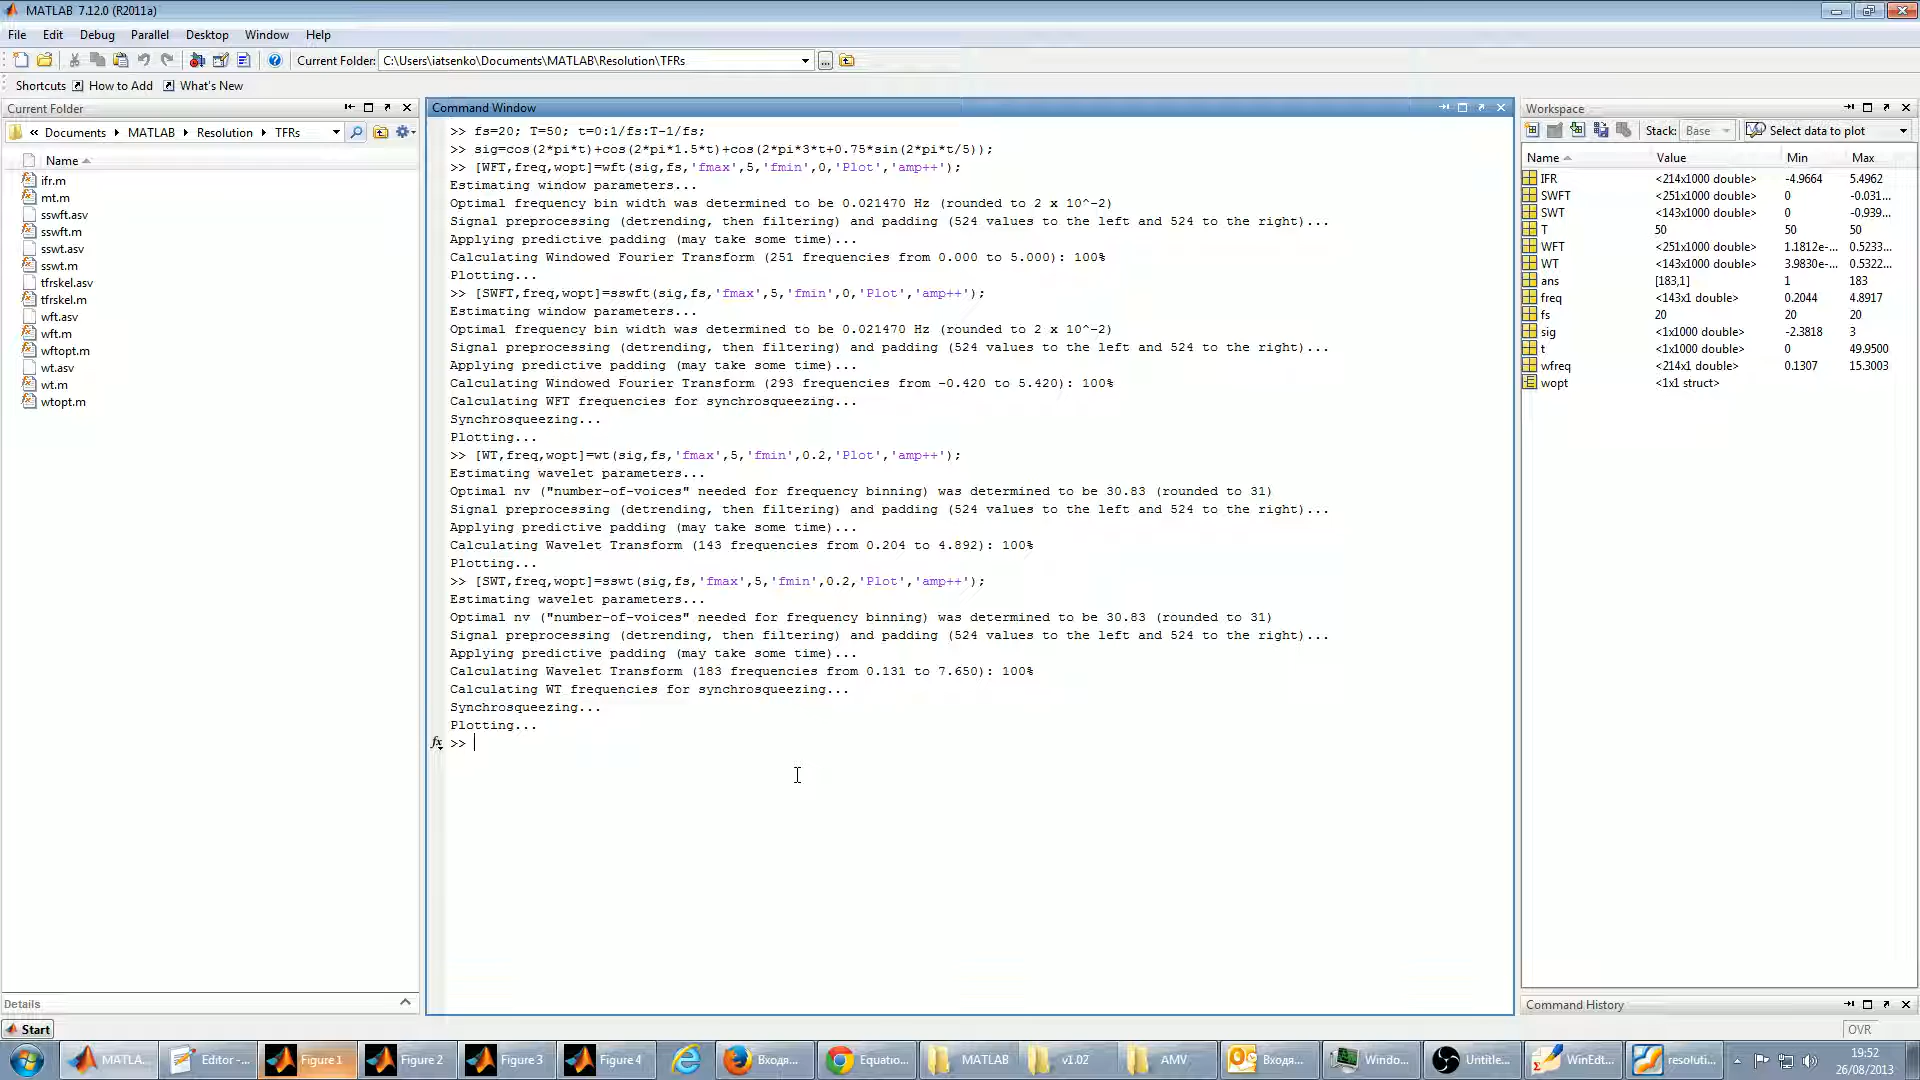 MATLAB 7.12.0 (R2011a)
File Edit Debug Parallel Desktop Window Help
Current Folder: C:\Users\iatsenko\Documents\MATLAB\Resolution\TFRs
Shortcuts How to Add What's New
Current Folder
« Documents MATLAB Resolution TFRs
Name
ifr.m
mt.m
sswft.asv
sswft.m
sswt.asv
sswt.m
tfrskel.asv
tfrskel.m
wft.asv
wft.m
wftopt.m
wt.asv
wt.m
wtopt.m
Details
Command Window
>> fs=20; T=50; t=0:1/fs:T-1/fs;
>> sig=cos(2*pi*t)+cos(2*pi*1.5*t)+cos(2*pi*3*t+0.75*sin(2*pi*t/5));
>> [WFT,freq,wopt]=wft(sig,fs,'fmax',5,'fmin',0,'Plot','amp++');
Estimating window parameters...
Optimal frequency bin width was determined to be 0.021470 Hz (rounded to 2 x 10^-2)
Signal preprocessing (detrending, then filtering) and padding (524 values to the left and 524 to the right)...
Applying predictive padding (may take some time)...
Calculating Windowed Fourier Transform (251 frequencies from 0.000 to 5.000): 100%
Plotting...
>> [SWFT,freq,wopt]=sswft(sig,fs,'fmax',5,'fmin',0,'Plot','amp++');
Estimating window parameters...
Optimal frequency bin width was determined to be 0.021470 Hz (rounded to 2 x 10^-2)
Signal preprocessing (detrending, then filtering) and padding (524 values to the left and 524 to the right)...
Applying predictive padding (may take some time)...
Calculating Windowed Fourier Transform (293 frequencies from -0.420 to 5.420): 100%
Calculating WFT frequencies for synchrosqueezing...
Synchrosqueezing...
Plotting...
>> [WT,freq,wopt]=wt(sig,fs,'fmax',5,'fmin',0.2,'Plot','amp++');
Estimating wavelet parameters...
Optimal nv ("number-of-voices" needed for frequency binning) was determined to be 30.83 (rounded to 31)
Signal preprocessing (detrending, then filtering) and padding (524 values to the left and 524 to the right)...
Applying predictive padding (may take some time)...
Calculating Wavelet Transform (143 frequencies from 0.204 to 4.892): 100%
Plotting...
>> [SWT,freq,wopt]=sswt(sig,fs,'fmax',5,'fmin',0.2,'Plot','amp++');
Estimating wavelet parameters...
Optimal nv ("number-of-voices" needed for frequency binning) was determined to be 30.83 (rounded to 31)
Signal preprocessing (detrending, then filtering) and padding (524 values to the left and 524 to the right)...
Applying predictive padding (may take some time)...
Calculating Wavelet Transform (183 frequencies from 0.131 to 7.650): 100%
Calculating WT frequencies for synchrosqueezing...
Synchrosqueezing...
Plotting...
fx >>
Workspace
Stack: Base Select data to plot
Name Value Min Max
IFR <214x1000 double> -4.9664 5.4962
SWFT <251x1000 double> 0 -0.031...
SWT <143x1000 double> 0 -0.939...
T 50 50 50
WFT <251x1000 double> 1.1812e-... 0.5233...
WT <143x1000 double> 3.9830e-... 0.5322...
ans [183,1] 1 183
freq <143x1 double> 0.2044 4.8917
fs 20 20 20
sig <1x1000 double> -2.3818 3
t <1x1000 double> 0 49.9500
wfreq <214x1 double> 0.1307 15.3003
wopt <1x1 struct>
Command History
Start
OVR
MATLA... Editor -... Figure 1 Figure 2 Figure 3 Figure 4 Входя... Equatio... MATLAB v1.02 AMV Входя... Windo... Untitle... WinEdt... resoluti...
19:52
26/08/2013